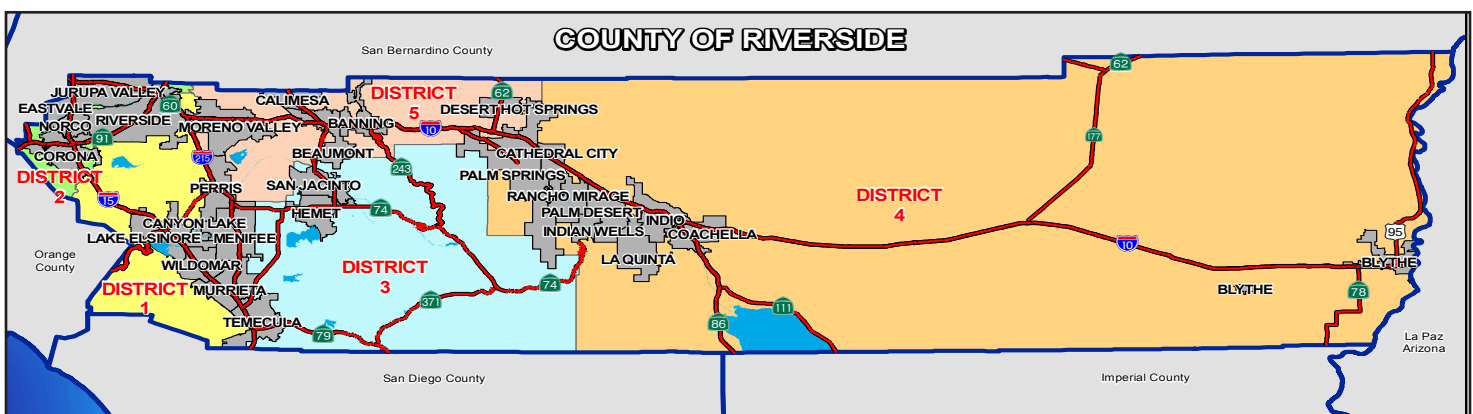 COUNTY OF RIVERSIDE
San Bernardino County
62
JURUPA VALLEY
CALIMESA
DISTRICT
5
62
EASTVALE
60
DESERT HOT SPRINGS
NORCO
RIVERSIDE
MORENO VALLEY
BANNING
10
91
177
CORONA
215
BEAUMONT
CATHEDRAL CITY
243
DISTRICT
2
PERRIS
SAN JACINTO
PALM SPRINGS
15
RANCHO MIRAGE
DISTRICT
4
HEMET
74
PALM DESERT
CANYON LAKE
INDIO
LAKE ELSINORE
MENIFEE
INDIAN WELLS
COACHELLA
95
10
Orange
County
WILDOMAR
DISTRICT
3
LA QUINTA
BLYTHE
DISTRICT
1
MURRIETA
74
BLYTHE
78
371
111
TEMECULA
79
86
La Paz
Arizona
San Diego County
Imperial County